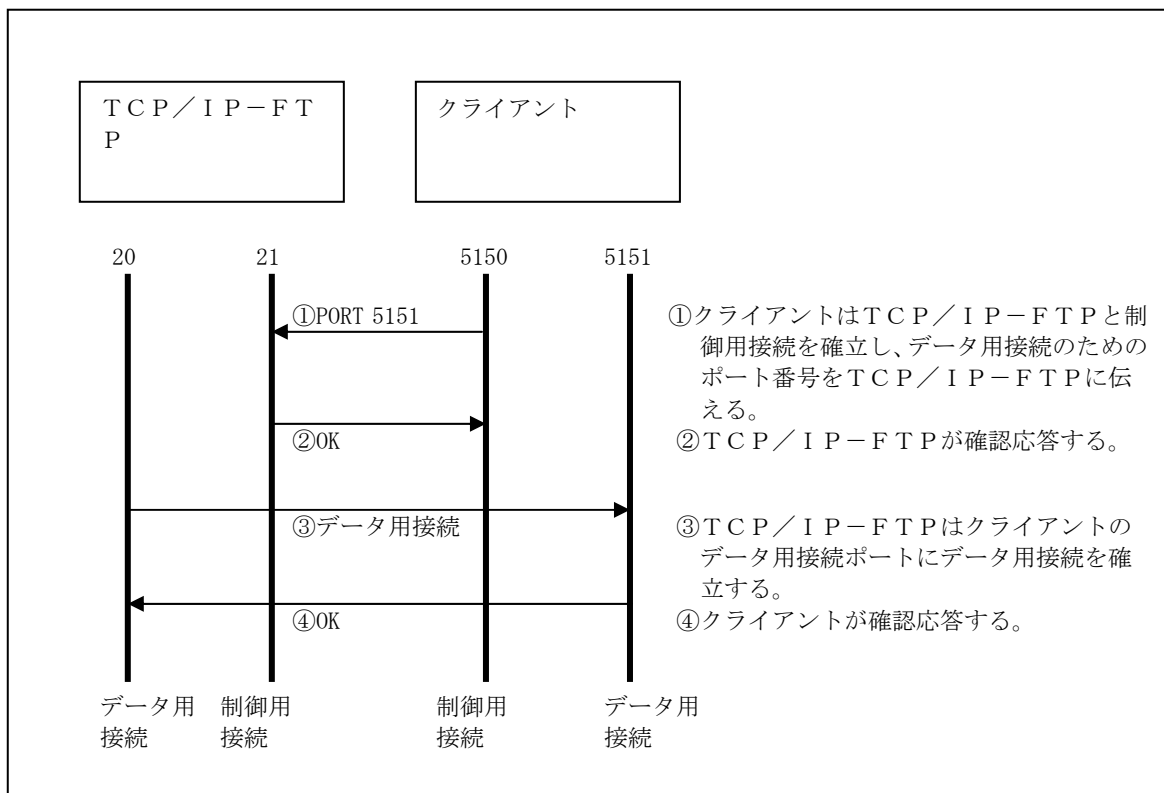 ＴＣＰ／ＩＰ－ＦＴ
Ｐ
クライアント
20
21
5150
5151
①PORT 5151
②OK
③データ用接続
④OK
①クライアントはＴＣＰ／ＩＰ－ＦＴＰと制
御用接続を確立し、データ用接続のための
ポート番号をＴＣＰ／ＩＰ－ＦＴＰに伝
える。
②ＴＣＰ／ＩＰ－ＦＴＰが確認応答する。
③ＴＣＰ／ＩＰ－ＦＴＰはクライアントの
データ用接続ポートにデータ用接続を確
立する。
④クライアントが確認応答する。
データ用
接続
制御用
接続
制御用
接続
データ用
接続